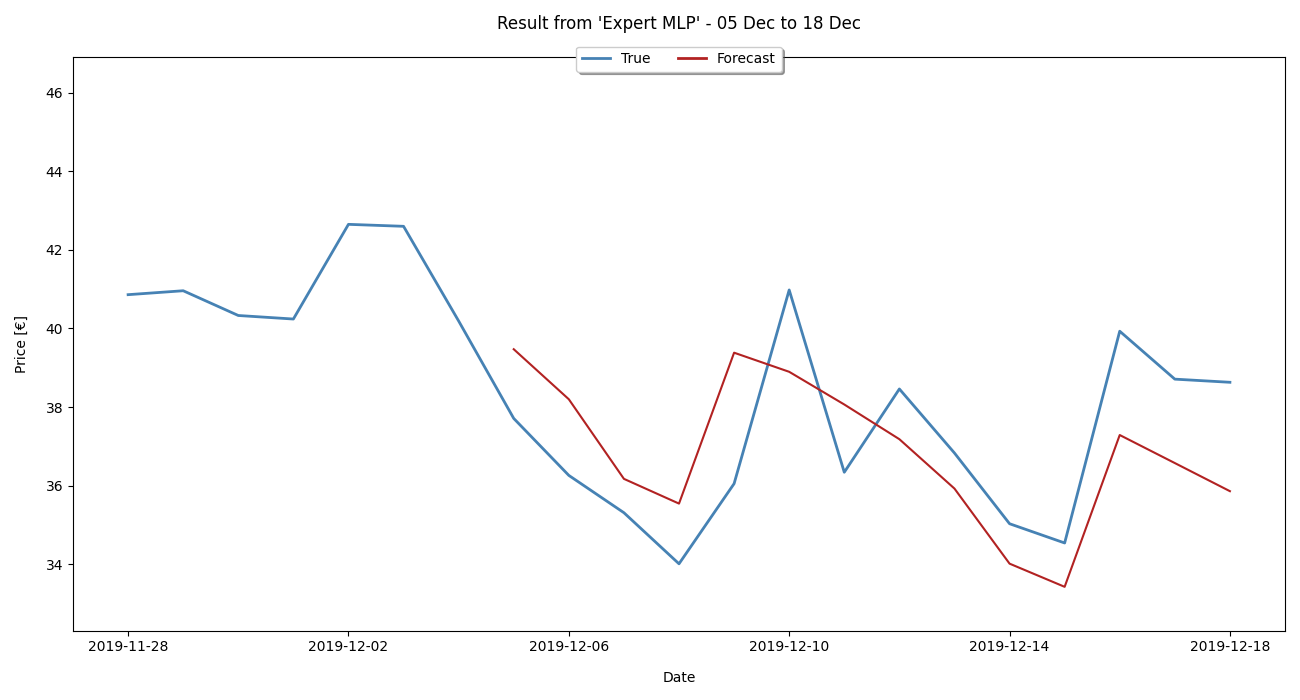 Result from 'Expert MLP' - 05 Dec to 18 Dec
True Forecast
46
44
42
40
38
36
34
Price [€]
2019-11-28 2019-12-02 2019-12-06 2019-12-10 2019-12-14 2019-12-18
Date